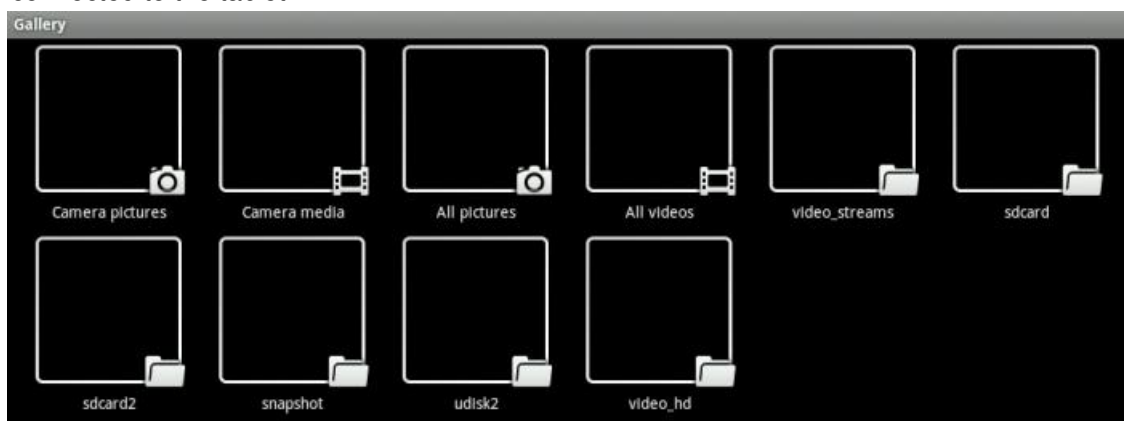 Gallery
Camera pictures Camera media All pictures All videos video_streams sdcard
sdcard2 snapshot udisk2 video_hd